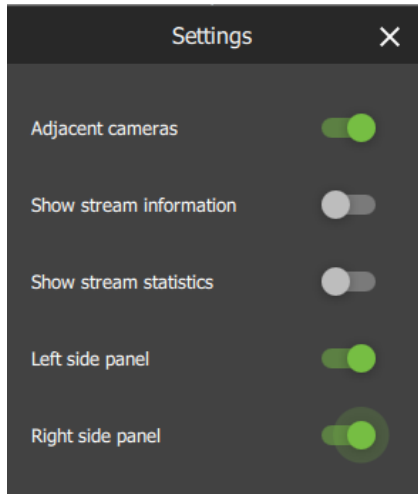 Settings
Adjacent cameras
Show stream information
Show stream statistics
Left side panel
Right side panel